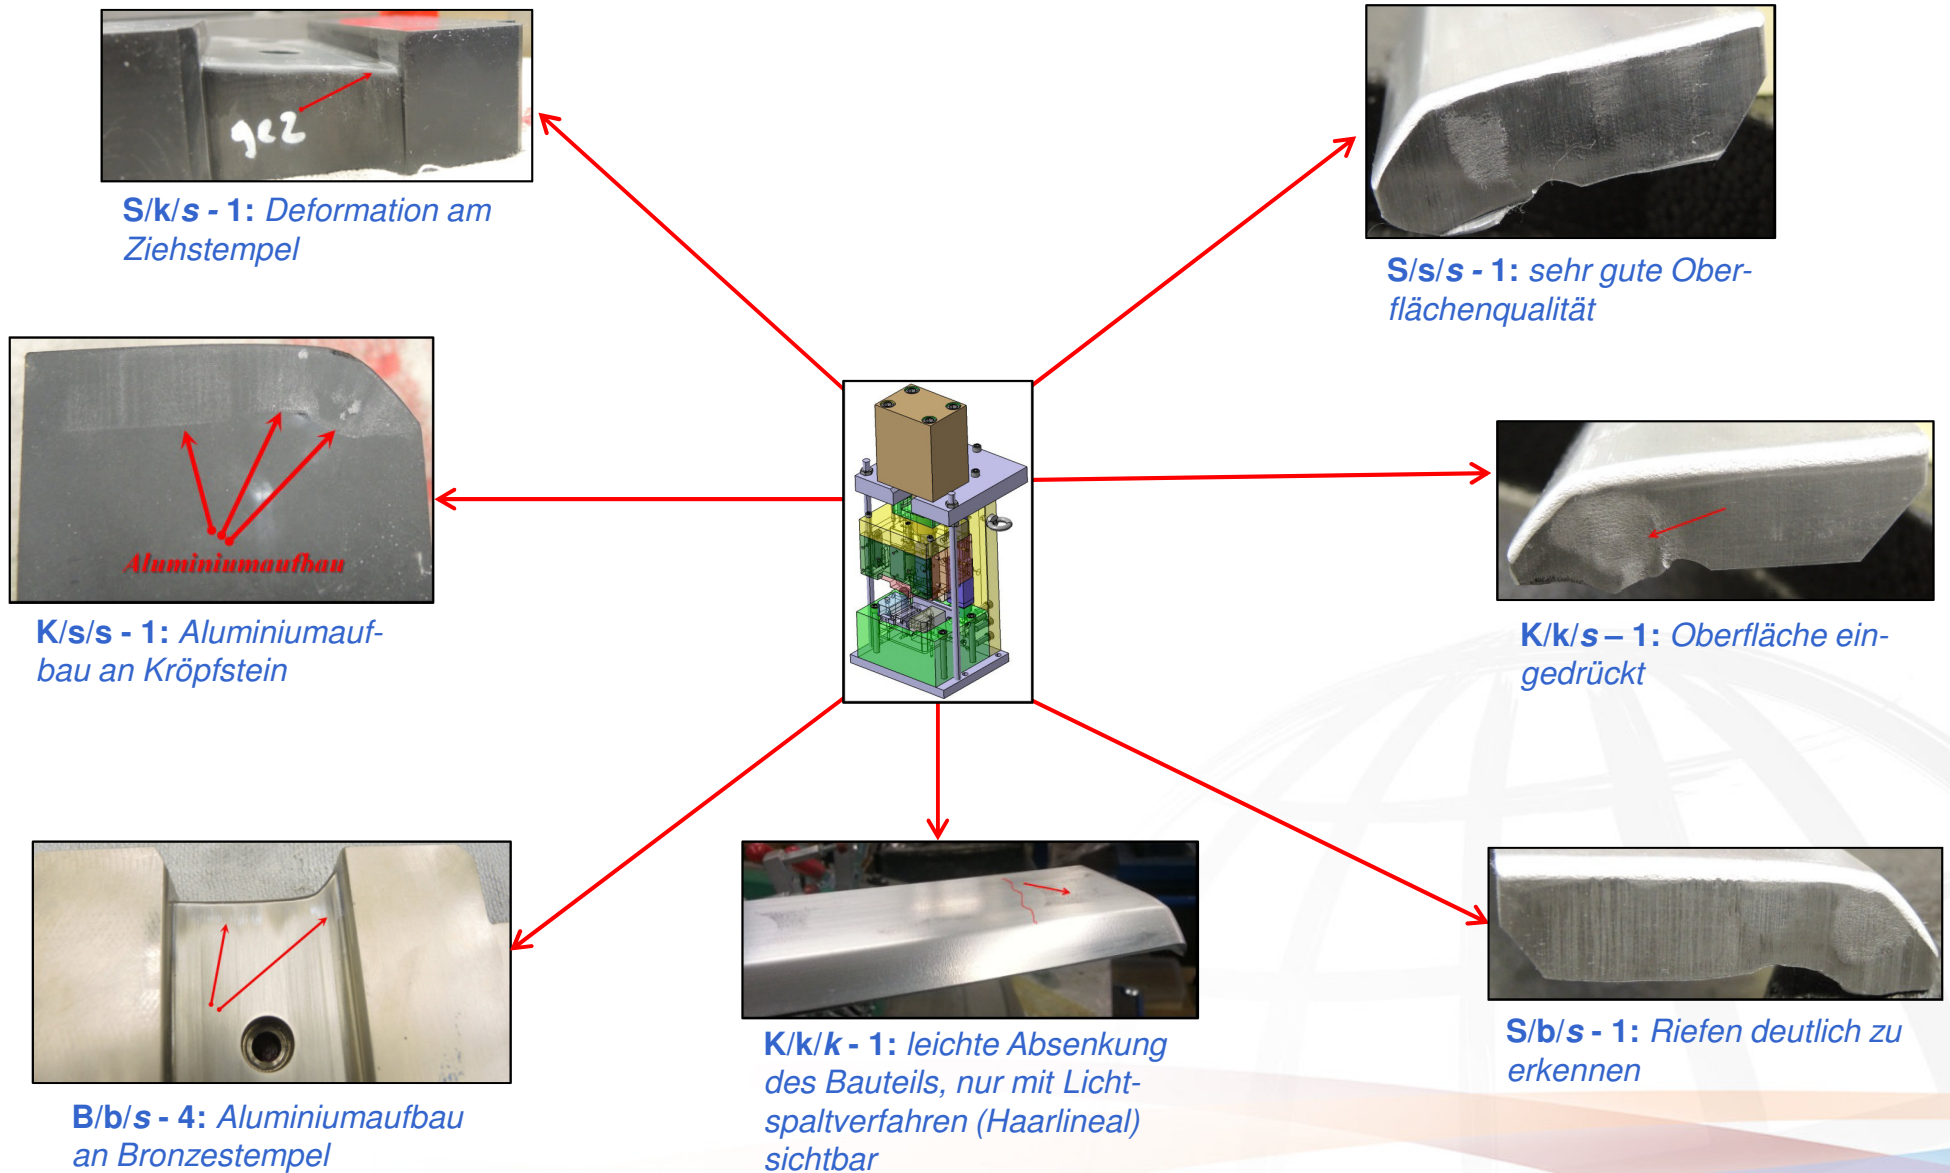 ge2
S/k/s - 1: Deformation am
Ziehstempel
S/s/s - 1: sehr gute Ober-
flächenqualität
Aluminiumaufbau
K/s/s - 1: Aluminiumauf-
bau an Kröpfstein
K/k/s – 1: Oberfläche ein-
gedrückt
B/b/s - 4: Aluminiumaufbau
an Bronzestempel
K/k/k - 1: leichte Absenkung
des Bauteils, nur mit Licht-
spaltverfahren (Haarlineal)
sichtbar
S/b/s - 1: Riefen deutlich zu
erkennen